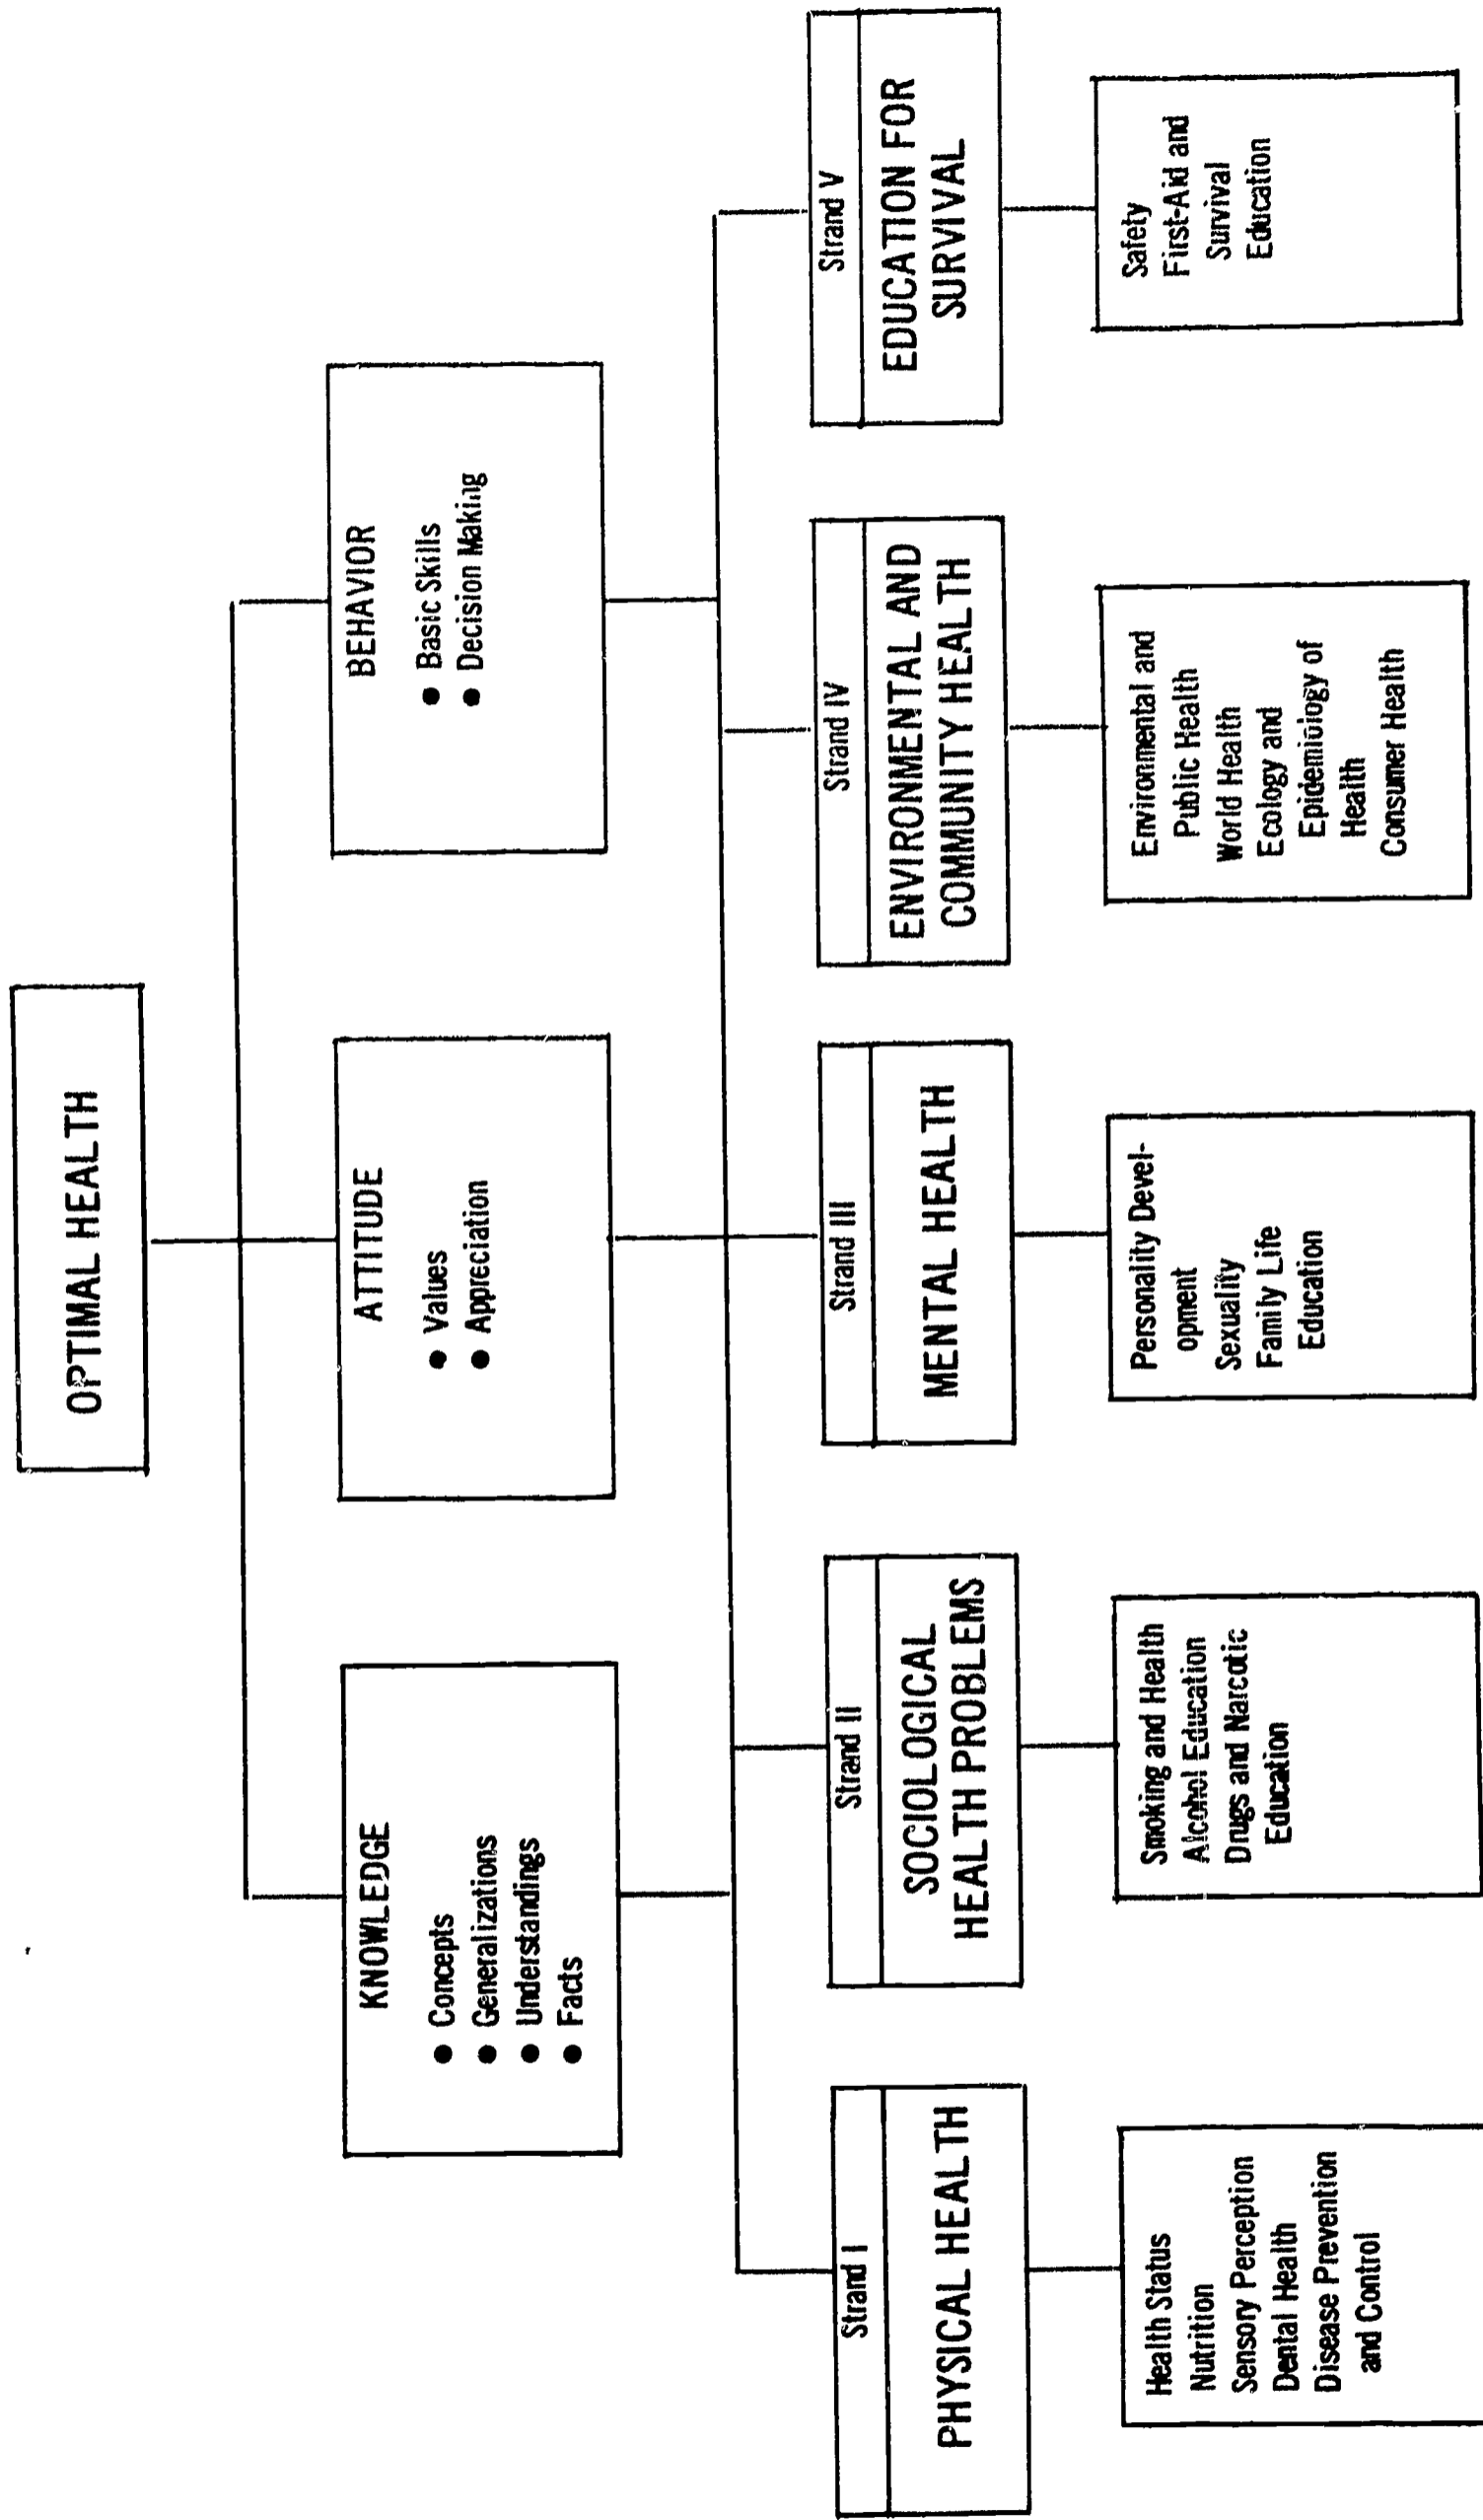 OPTIMAL HEALTH
KNOWLEDGE
● Concepts
● Generalizations
● Understandings
● Facts
ATTITUDE
● Values
● Appreciation
BEHAVIOR
● Basic Skills
● Decision Making
Strand I
PHYSICAL HEALTH
Health Status
Nutrition
Sensory Perception
Dental Health
Disease Prevention
and Control
Strand II
SOCIOLOGICAL
HEALTH PROBLEMS
Smoking and Health
Alcohol Education
Drugs and Narcotic
Education
Strand III
MENTAL HEALTH
Personality Devel-
opment
Sexuality
Family Life
Education
Strand IV
ENVIRONMENTAL AND
COMMUNITY HEALTH
Environmental and
Public Health
World Health
Ecology and
Epidemiology of
Health
Consumer Health
Strand V
EDUCATION FOR
SURVIVAL
Safety
First-Aid and
Survival
Education